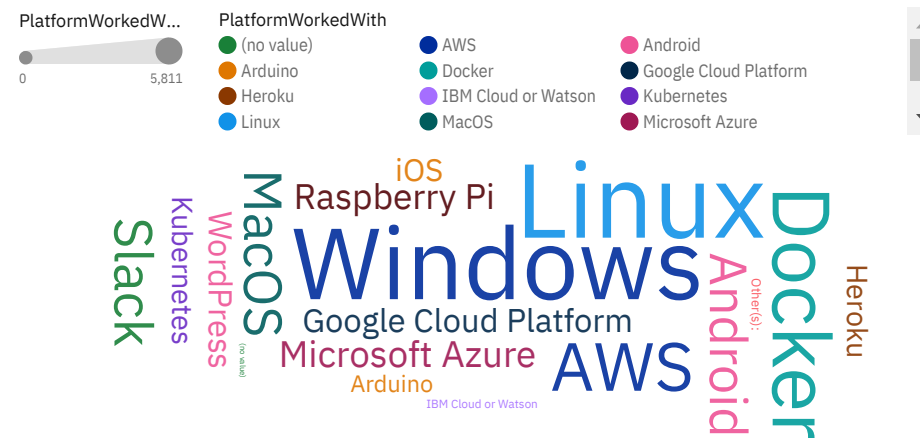 PlatformWorkedW...
0
5,811
PlatformWorkedWith
(no value)
AWS
Android
Arduino
Docker
Google Cloud Platform
Heroku
IBM Cloud or Watson
Kubernetes
Linux
MacOS
Microsoft Azure
iOS
Raspberry Pi
Linux
Windows
Google Cloud Platform
Microsoft Azure
AWS
Arduino
IBM Cloud or Watson
Slack
Kubernetes
WordPress
MacOS
(no value)
Android
Other(s):
Docker
Heroku